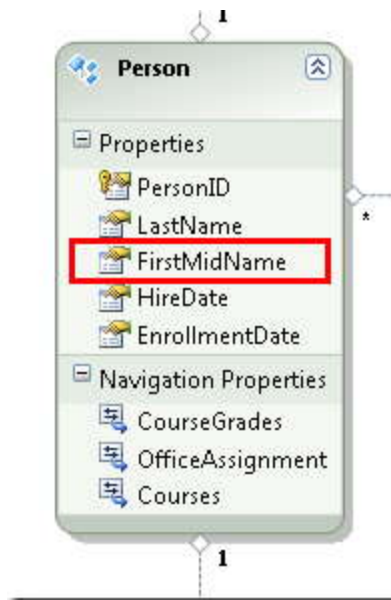 1
Person
Properties
PersonID
*
LastName
FirstMidName
HireDate
EnrollmentDate
Navigation Properties
CourseGrades
OfficeAssignment
Courses
1